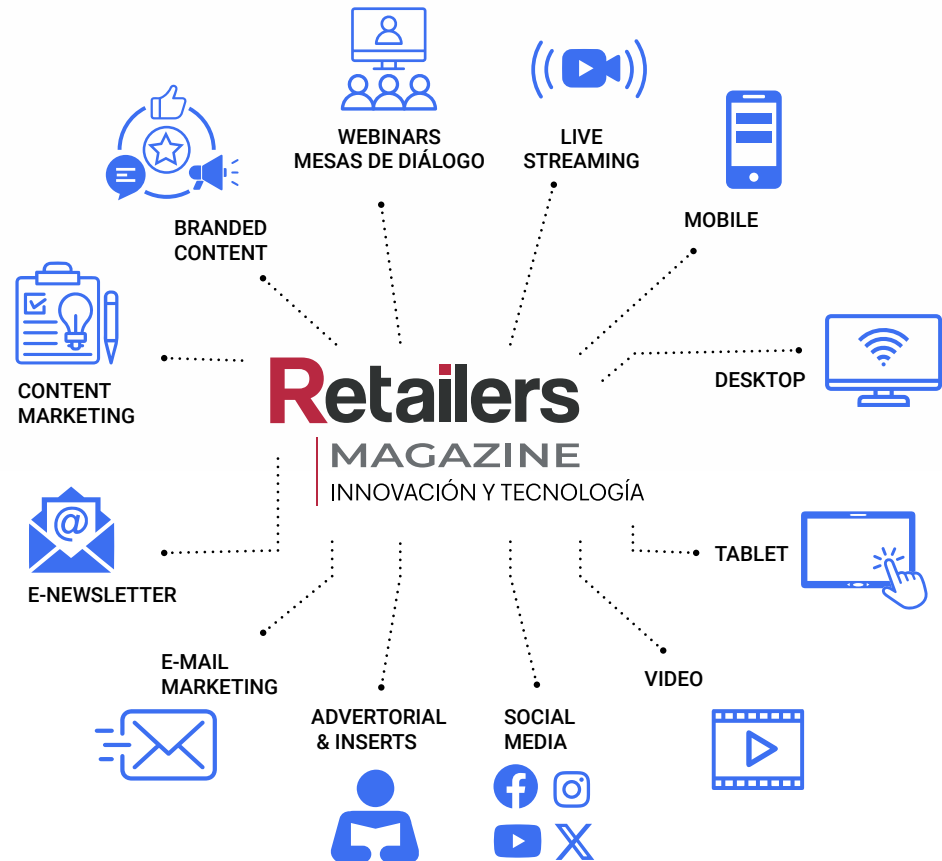 WEBINARS
MESAS DE DIÁLOGO
LIVE
STREAMING
MOBILE
BRANDED
CONTENT
DESKTOP
CONTENT
MARKETING
Retailers
MAGAZINE
INNOVACIÓN Y TECNOLOGÍA
@
TABLET
E-NEWSLETTER
E-MAIL
MARKETING
VIDEO
ADVERTORIAL
& INSERTS
SOCIAL
MEDIA